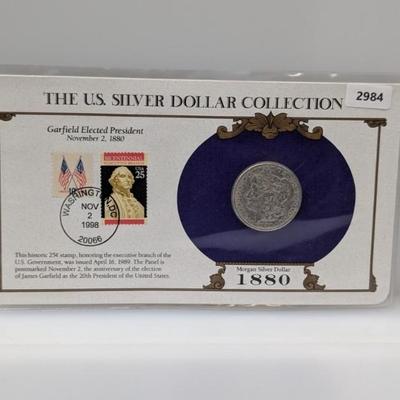 2984
THE U.S. SILVER DOLLAR COLLECTION
Garfield Elected President
November 2, 1880
BICENTENNIAL
USA
25
WASHINGTON, DC
NOV
2
1998
20066
This historic 25¢ stamp, honoring the executive branch of the
U.S. Government, was issued April 16, 1989. The Panel is
postmarked November 2, the anniversary of the election
of James Garfield as the 20th President of the United States.
Morgan Silver Dollar
1880